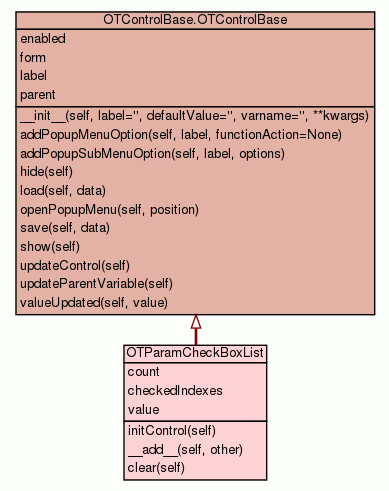 OTControlBase.OTControlBase
enabled
form
label
parent
__init__(self, label='', defaultValue='', varname='', **kwargs)
addPopupMenuOption(self, label, functionAction=None)
addPopupSubMenuOption(self, label, options)
hide(self)
load(self, data)
openPopupMenu(self, position)
save(self, data)
show(self)
updateControl(self)
updateParentVariable(self)
valueUpdated(self, value)
OTParamCheckBoxList
count
checkedIndexes
value
initControl(self)
__add__(self, other)
clear(self)